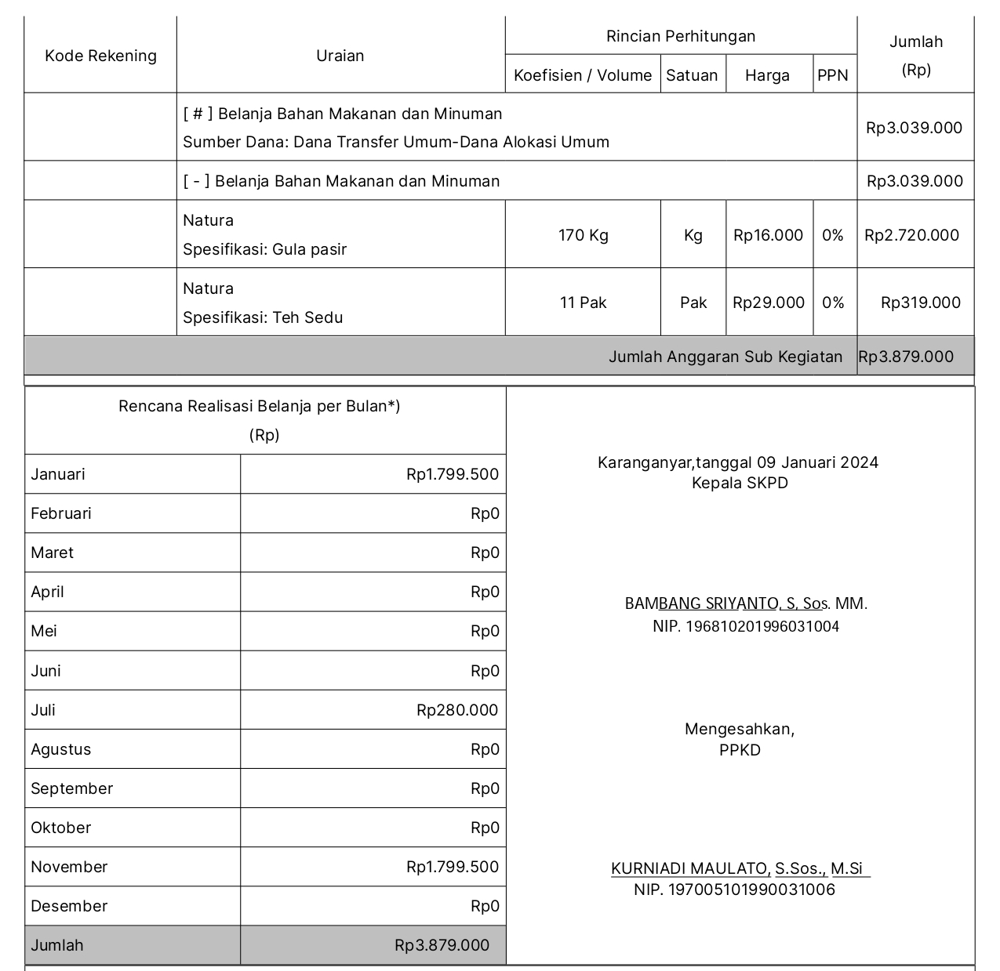 Kode Rekening
Uraian
Rincian Perhitungan
Jumlah
(Rp)
Koefisien / Volume
Satuan
Harga
PPN
[ # ] Belanja Bahan Makanan dan Minuman
Sumber Dana: Dana Transfer Umum-Dana Alokasi Umum
Rp3.039.000
[ - ] Belanja Bahan Makanan dan Minuman
Rp3.039.000
Natura
Spesifikasi: Gula pasir
170 Kg
Kg
Rp16.000
0%
Rp2.720.000
Natura
Spesifikasi: Teh Sedu
11 Pak
Pak
Rp29.000
0%
Rp319.000
Jumlah Anggaran Sub Kegiatan
Rp3.879.000
Rencana Realisasi Belanja per Bulan*)
(Rp)
Januari
Rp1.799.500
Februari
Rp0
Maret
Rp0
April
Rp0
Mei
Rp0
Juni
Rp0
Juli
Rp280.000
Agustus
Rp0
September
Rp0
Oktober
Rp0
November
Rp1.799.500
Desember
Rp0
Jumlah
Rp3.879.000
Karanganyar,tanggal 09 Januari 2024
Kepala SKPD
BAMBANG SRIYANTO, S, Sos. MM.
NIP. 196810201996031004
Mengesahkan,
PPKD
KURNIADI MAULATO, S.Sos., M.Si
NIP. 197005101990031006